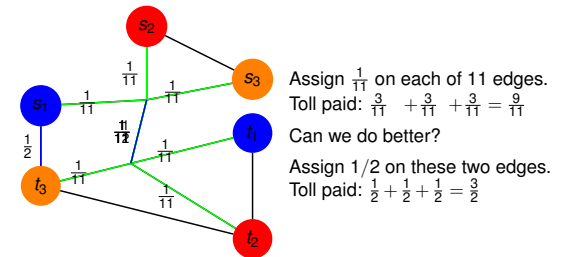 s₂
s₃
1/11
1/11
1/11
s₁
1/2
t₁
1/11
1/11
t₃
1/11
t₂
Assign 1/11 on each of 11 edges.
Toll paid: 3/11 + 3/11 + 3/11 = 9/11
Can we do better?
Assign 1/2 on these two edges.
Toll paid: 1/2 + 1/2 + 1/2 = 3/2